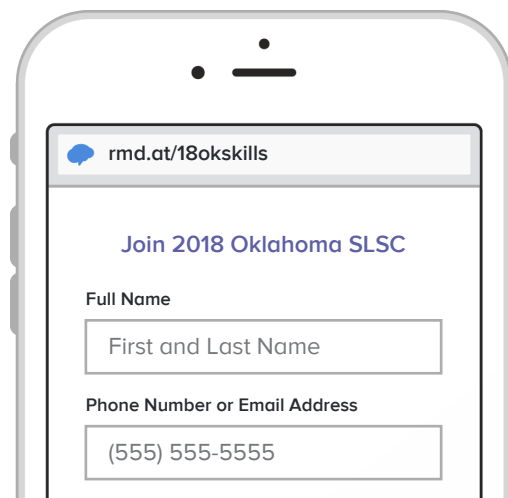 rmd.at/18okskills
Join 2018 Oklahoma SLSC
Full Name
First and Last Name
Phone Number or Email Address
(555) 555-5555